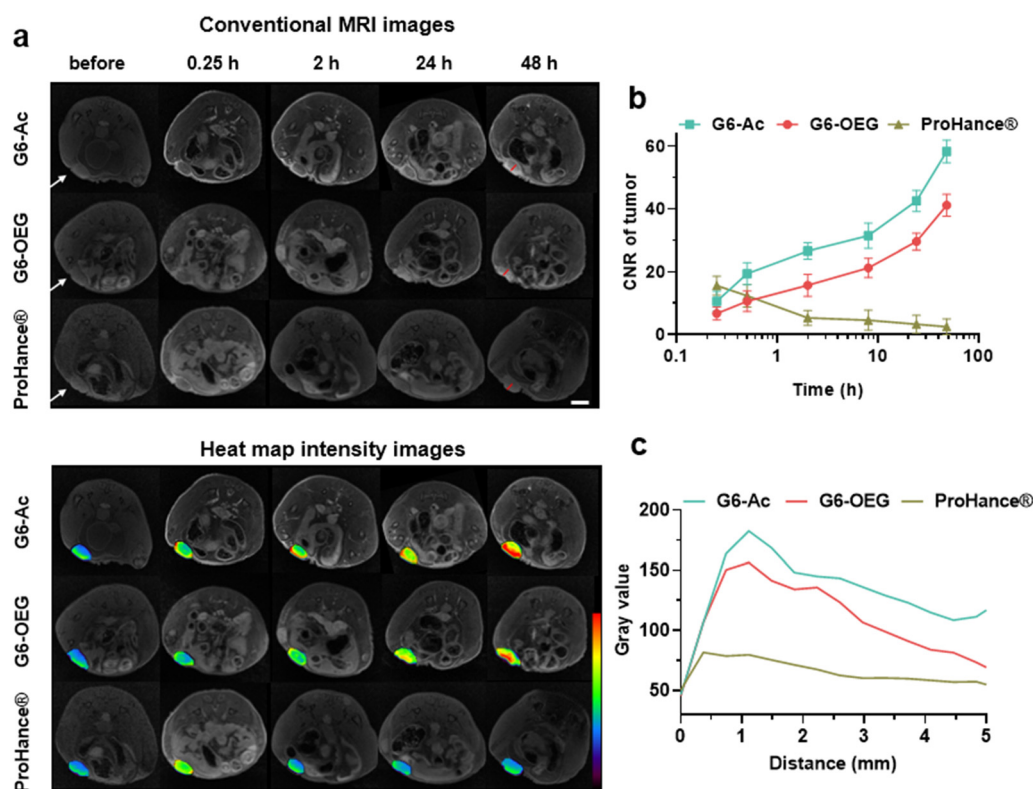 a
Conventional MRI images
before 0.25 h 2 h 24 h 48 h
G6-Ac
G6-OEG
ProHance®
Heat map intensity images
G6-Ac
G6-OEG
ProHance®
b
G6-Ac G6-OEG ProHance®
CNR of tumor
60
40
20
0
0.1 1 10 100
Time (h)
c
G6-Ac G6-OEG ProHance®
Gray value
200
150
100
50
0 1 2 3 4 5
Distance (mm)